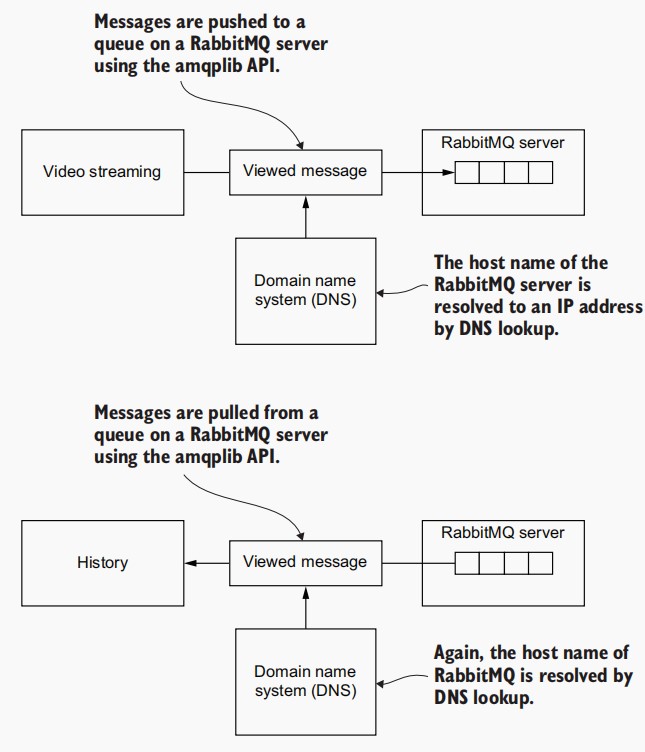 Messages are pushed to a
queue on a RabbitMQ server
using the amqplib API.
RabbitMQ server
Video streaming
Viewed message
Domain name
system (DNS)
The host name of the
RabbitMQ server is
resolved to an IP address
by DNS lookup.
Messages are pulled from a
queue on a RabbitMQ server
using the amqplib API.
RabbitMQ server
History
Viewed message
Domain name
system (DNS)
Again, the host name of
RabbitMQ is resolved by
DNS lookup.